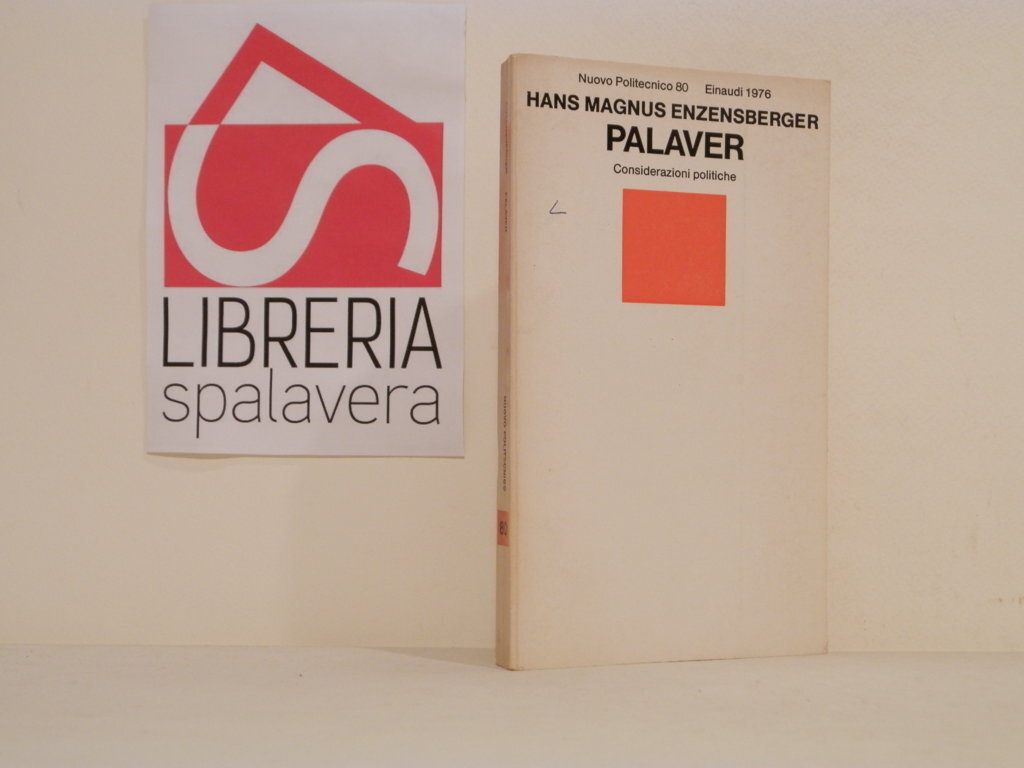 LIBRERIA
spalavera
Nuovo Politecnico 80 Einaudi 1976
HANS MAGNUS ENZENSBERGER
PALAVER
Considerazioni politiche
80